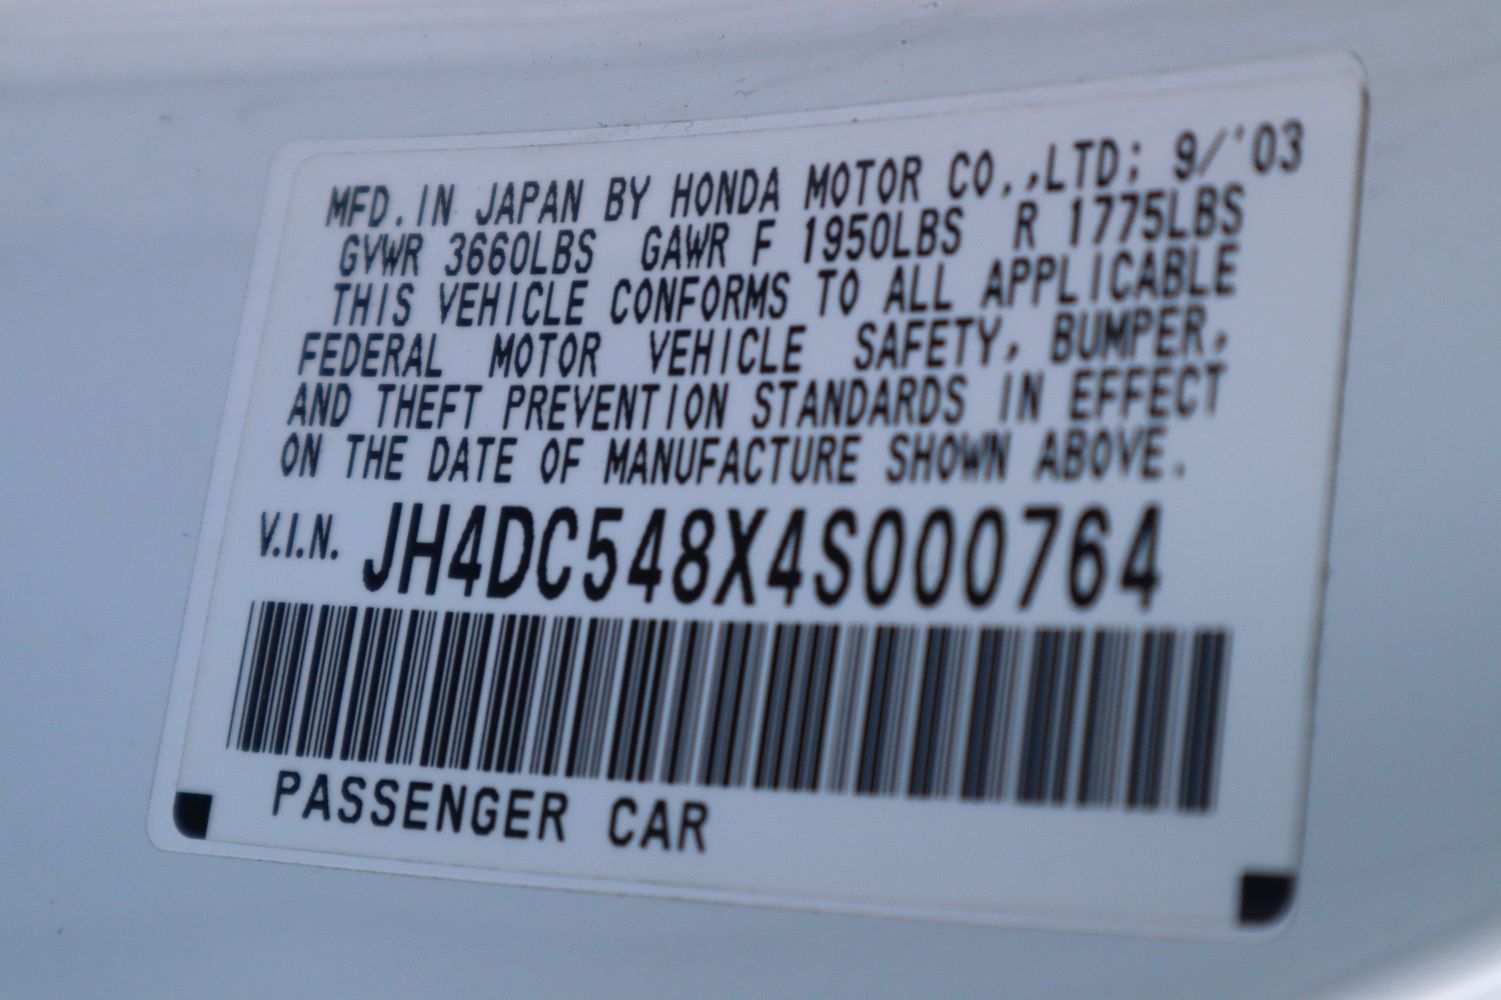 MFD. IN JAPAN BY HONDA MOTOR CO., LTD; 9/'03
GVWR 3660LBS GAWR F 1950LBS R 1775LBS
THIS VEHICLE CONFORMS TO ALL APPLICABLE
FEDERAL MOTOR VEHICLE SAFETY, BUMPER,
AND THEFT PREVENTION STANDARDS IN EFFECT
ON THE DATE OF MANUFACTURE SHOWN ABOVE.
V.I.N. JH4DC548X4S000764
PASSENGER CAR